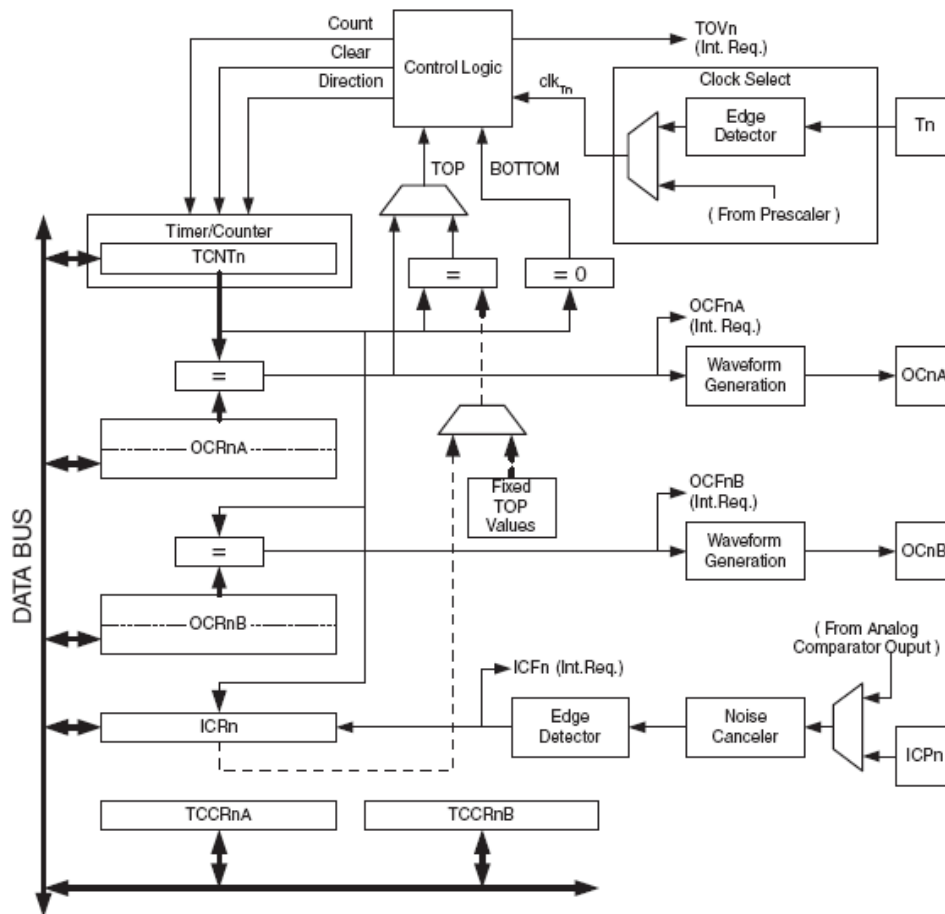 Count
Clear
Direction
Control Logic
TOVn
(Int. Req.)
clkTn
Clock Select
Edge
Detector
Tn
( From Prescaler )
TOP
BOTTOM
Timer/Counter
TCNTn
=
= 0
=
OCRnA
OCFnA
(Int. Req.)
Waveform
Generation
OCnA
Fixed
TOP
Values
=
OCRnB
OCFnB
(Int.Req.)
Waveform
Generation
OCnB
DATA BUS
( From Analog
Comparator Ouput )
ICFn (Int.Req.)
ICRn
Edge
Detector
Noise
Canceler
ICPn
TCCRnA
TCCRnB